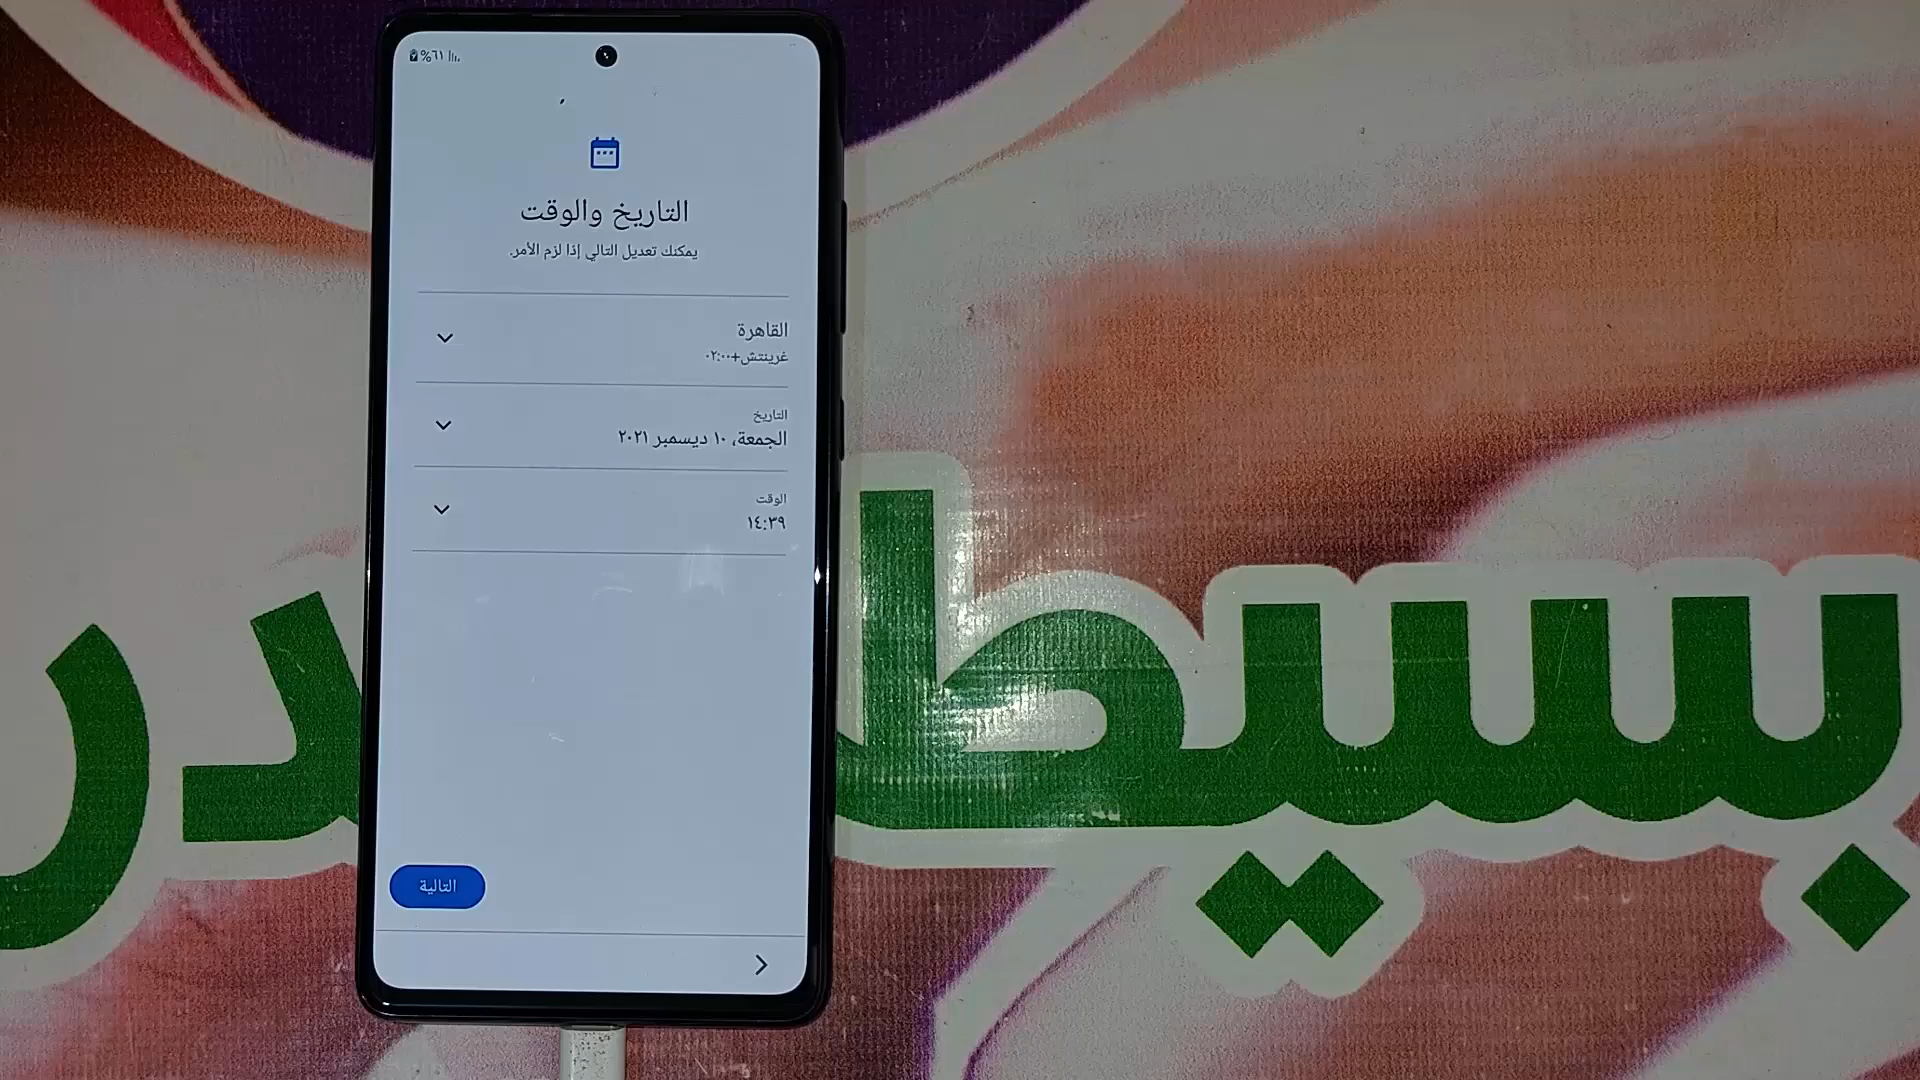 ٦١%
التاريخ والوقت
يمكنك تعديل التالي إذا لزم الأمر.
القاهرة
غرينتش+٠٢:٠٠
التاريخ
الجمعة، ١٠ ديسمبر ٢٠٢١
الوقت
١٤:٣٩
التالية
بسيط